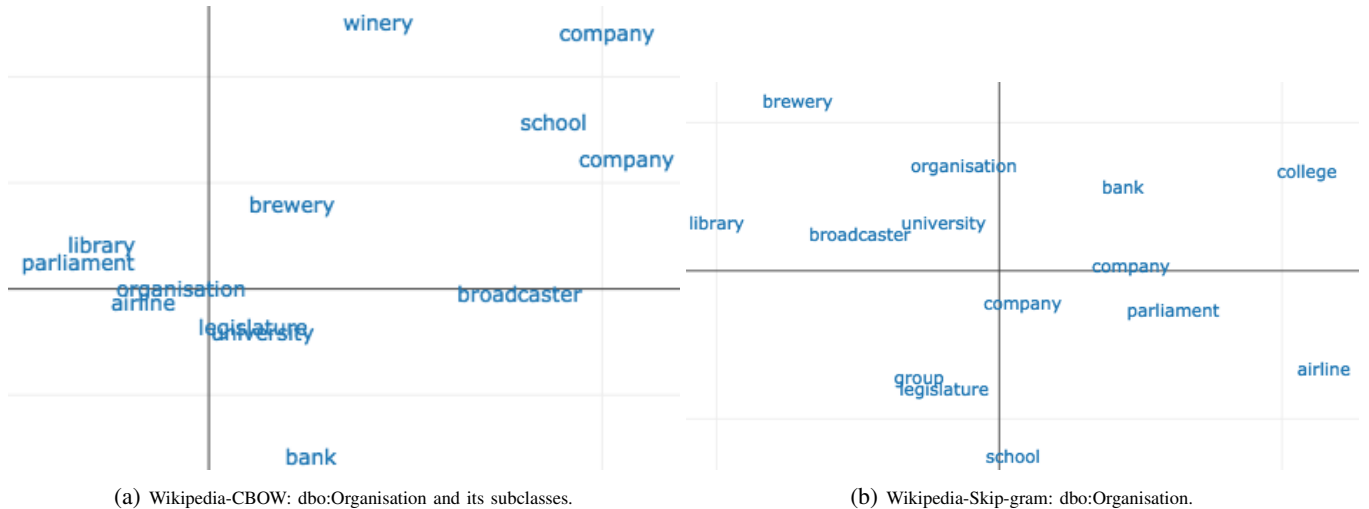 winery
company
school
company
brewery
library
parliament
organisation
airline
broadcaster
legislature
university
bank
(a) Wikipedia-CBOW: dbo:Organisation and its subclasses.
brewery
organisation
college
bank
library
university
broadcaster
company
company
parliament
airline
group
legislature
school
(b) Wikipedia-Skip-gram: dbo:Organisation.